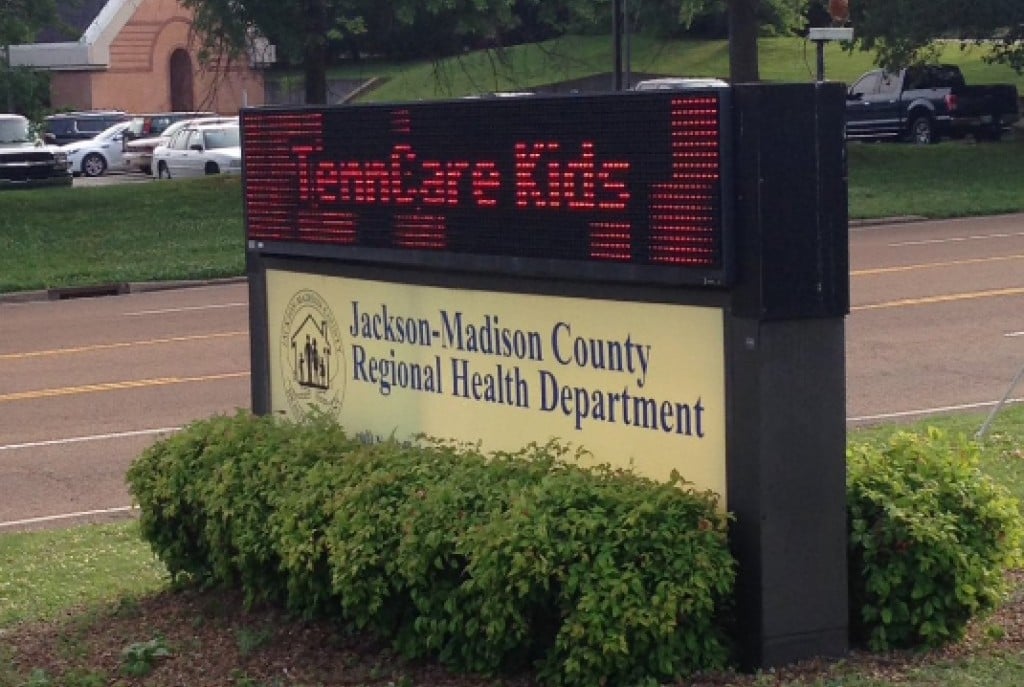 TennCare Kids
Jackson-Madison County
Regional Health Department